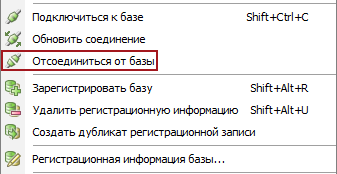 Подключиться к базе Shift+Ctrl+C
Обновить соединение
Отсоединиться от базы
Зарегистрировать базу Shift+Alt+R
Удалить регистрационную информацию Shift+Alt+U
Создать дубликат регистрационной записи
Регистрационная информация базы...